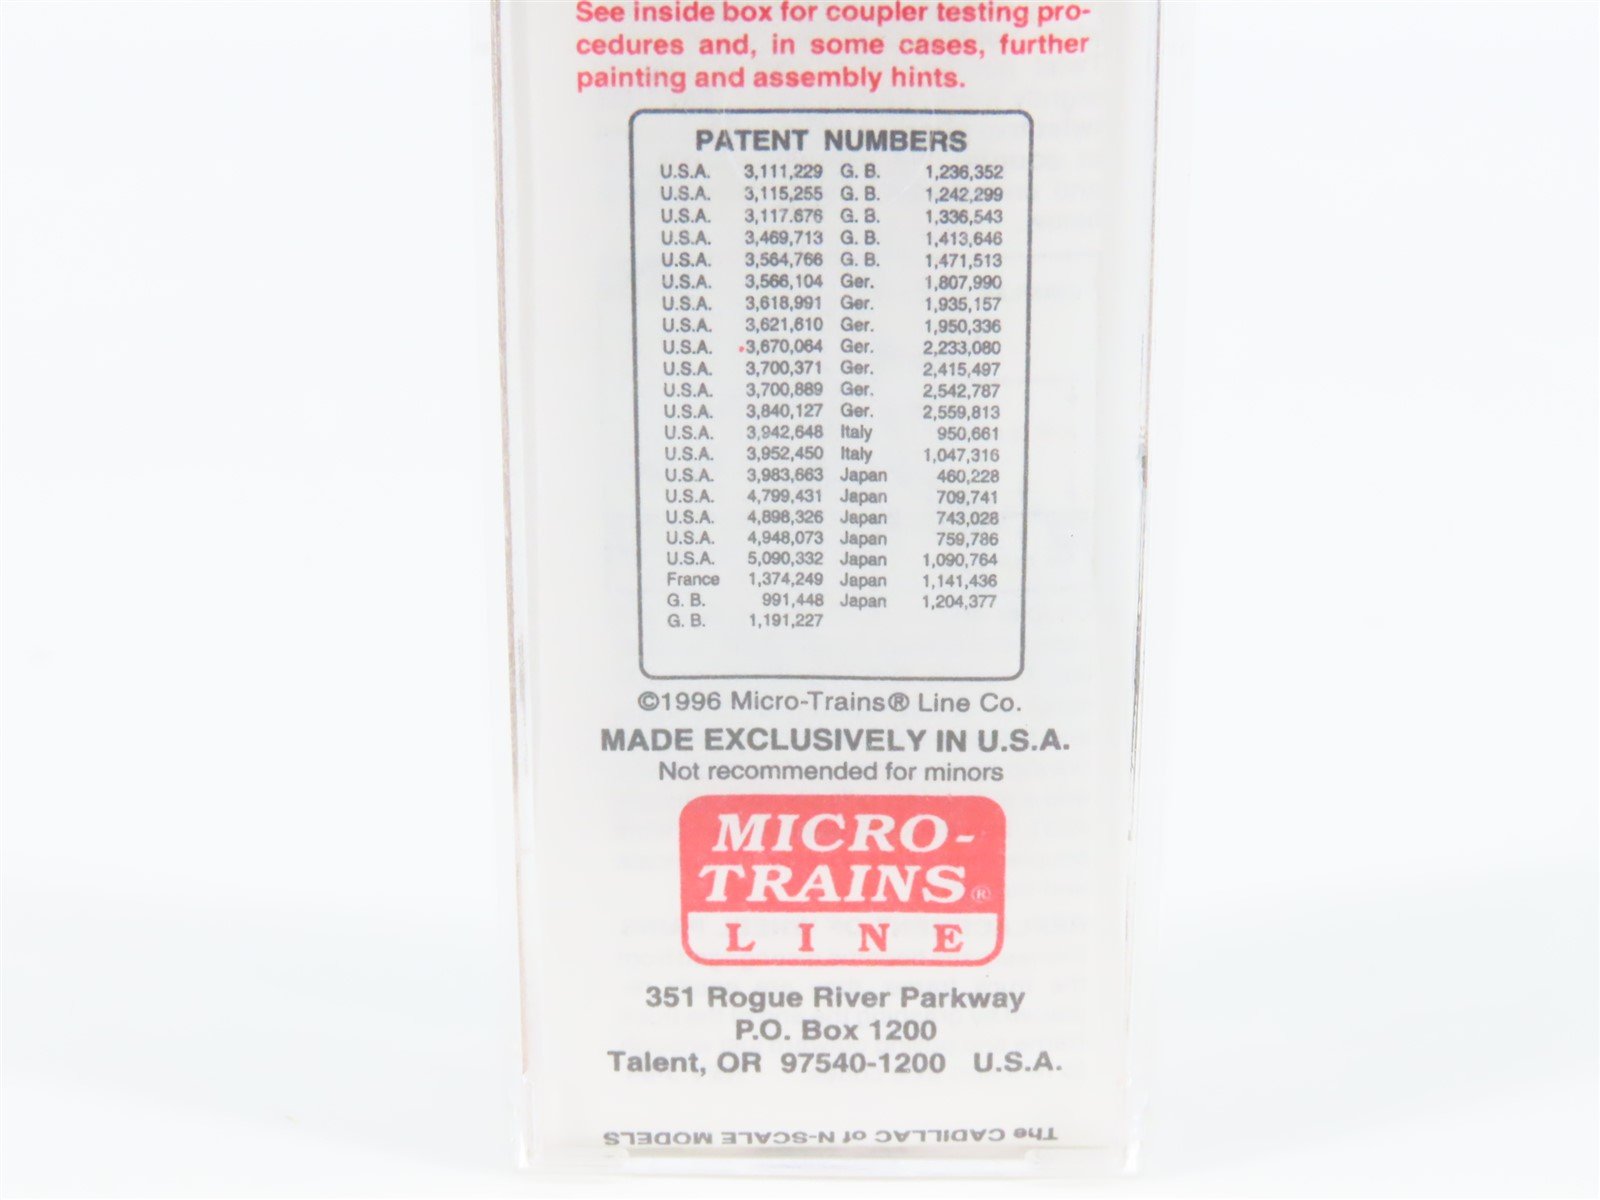 See inside box for coupler testing pro-
cedures and, in some cases, further
painting and assembly hints.
PATENT NUMBERS
U.S.A. 3,111,229 G. B. 1,236,352
U.S.A. 3,115,255 G. B. 1,242,299
U.S.A. 3,117.676 G. B. 1,336,543
U.S.A. 3,469,713 G. B. 1,413,646
U.S.A. 3,564,766 G. B. 1,471,513
U.S.A. 3,566,104 Ger. 1,807,990
U.S.A. 3,618,991 Ger. 1,935,157
U.S.A. 3,621,610 Ger. 1,950,336
U.S.A. 3,670,064 Ger. 2,233,080
U.S.A. 3,700,371 Ger. 2,415,497
U.S.A. 3,700,889 Ger. 2,542,787
U.S.A. 3,840,127 Ger. 2,559,813
U.S.A. 3,942,648 Italy 950,661
U.S.A. 3,952,450 Italy 1,047,316
U.S.A. 3,983,663 Japan 460,228
U.S.A. 4,799,431 Japan 709,741
U.S.A. 4,898,326 Japan 743,028
U.S.A. 4,948,073 Japan 759,786
U.S.A. 5,090,332 Japan 1,090,764
France 1,374,249 Japan 1,141,436
G. B. 991,448 Japan 1,204,377
G. B. 1,191,227
©1996 Micro-Trains® Line Co.
MADE EXCLUSIVELY IN U.S.A.
Not recommended for minors
MICRO-
TRAINS®
LINE
351 Rogue River Parkway
P.O. Box 1200
Talent, OR 97540-1200 U.S.A.
The CADILLAC of N-SCALE MODELS